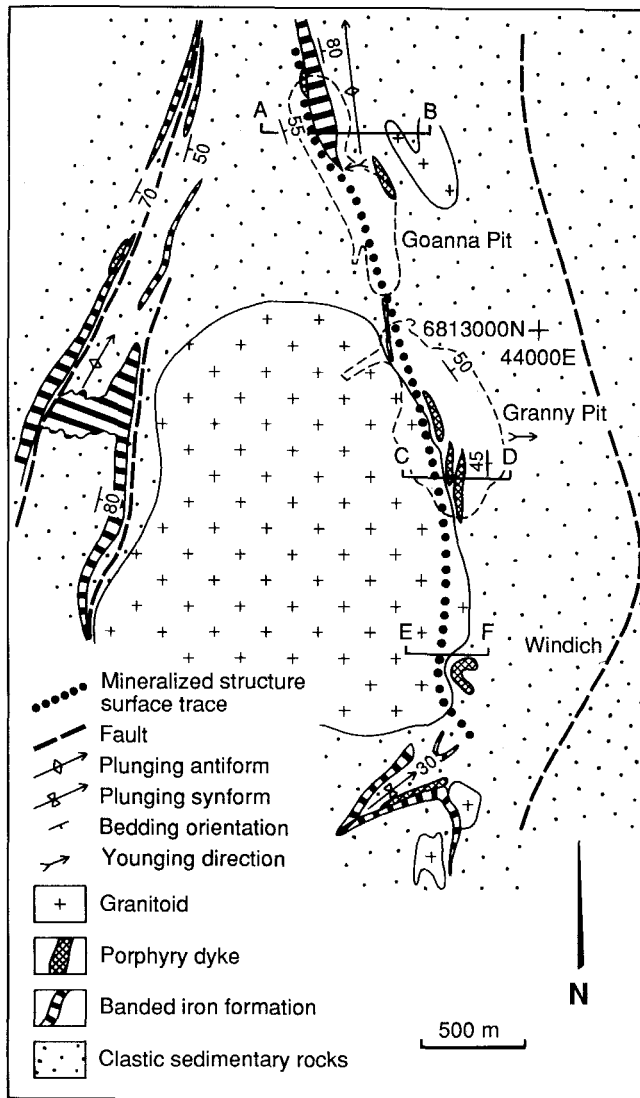 80
A
B
55
50
70
Goanna Pit
6813000N
44000E
50
Granny Pit
C
D
45
80
E
F
Windich
30
Mineralized structure
surface trace
Fault
Plunging antiform
Plunging synform
Bedding orientation
Younging direction
Granitoid
Porphyry dyke
Banded iron formation
Clastic sedimentary rocks
500 m
N